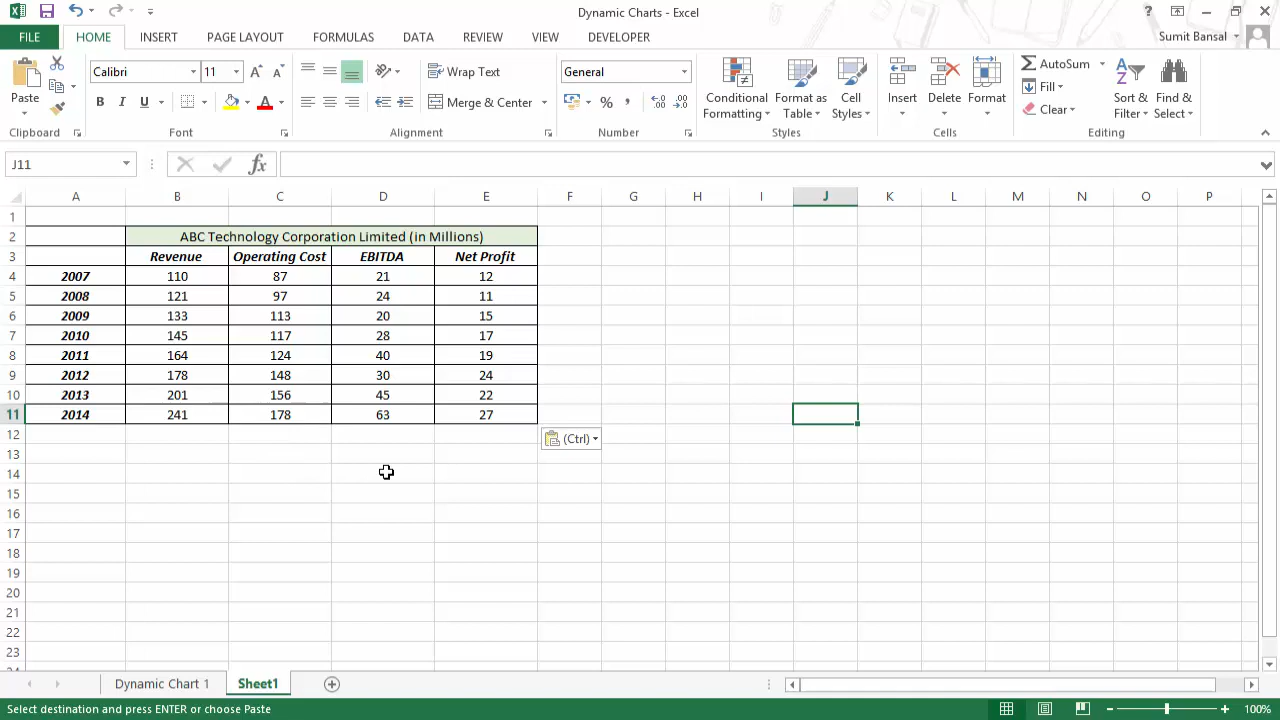 Dynamic Charts - Excel
?
FILE HOME INSERT PAGE LAYOUT FORMULAS DATA REVIEW VIEW DEVELOPER Sumit Bansal
Paste
Calibri 11 A A
B I U A
Wrap Text
Merge & Center
General
% ,
Conditional Formatting
Format as Table
Cell Styles
Insert Delete Format
AutoSum
Fill
Clear
Sort & Filter
Find & Select
Clipboard Font Alignment Number Styles Cells Editing
J11 fx
A B C D E F G H I J K L M N O P
1
2 ABC Technology Corporation Limited (in Millions)
3 Revenue Operating Cost EBITDA Net Profit
4 2007 110 87 21 12
5 2008 121 97 24 11
6 2009 133 113 20 15
7 2010 145 117 28 17
8 2011 164 124 40 19
9 2012 178 148 30 24
10 2013 201 156 45 22
11 2014 241 178 63 27
12 (Ctrl)
13
14
15
16
17
18
19
20
21
22
23
Dynamic Chart 1 Sheet1
Select destination and press ENTER or choose Paste 100%